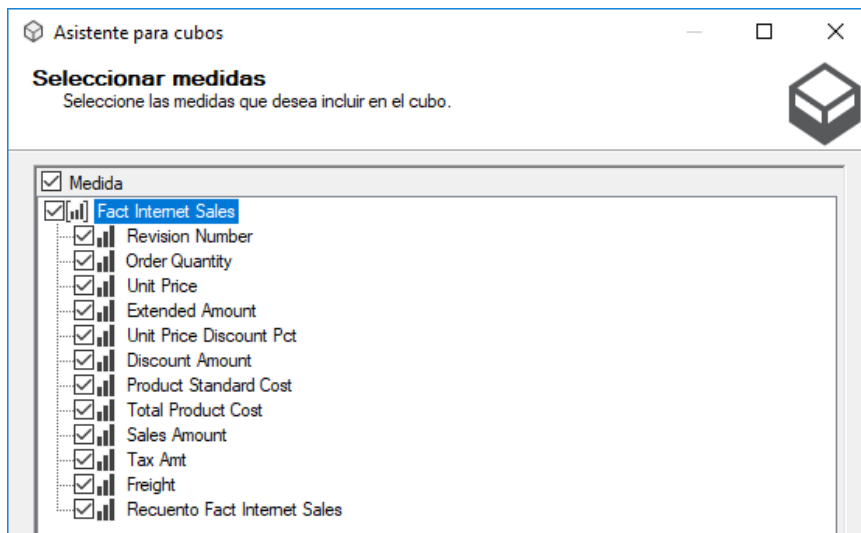 Asistente para cubos
Seleccionar medidas
Seleccione las medidas que desea incluir en el cubo.
Medida
Fact Internet Sales
Revision Number
Order Quantity
Unit Price
Extended Amount
Unit Price Discount Pct
Discount Amount
Product Standard Cost
Total Product Cost
Sales Amount
Tax Amt
Freight
Recuento Fact Internet Sales